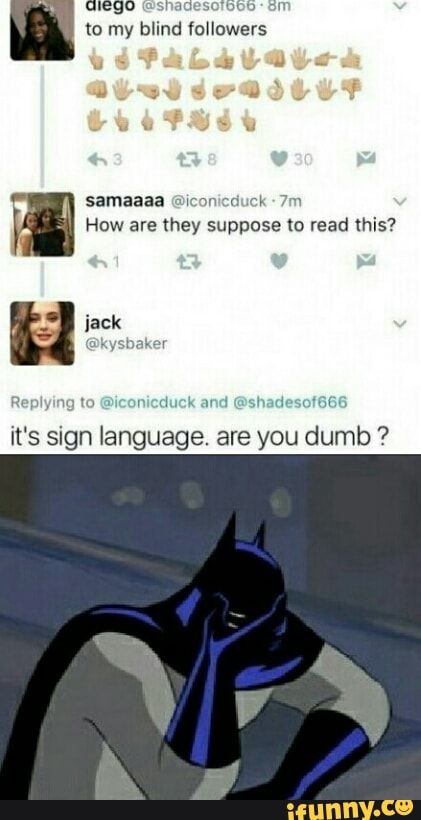 diego @shadesof666 · 8m
to my blind followers
3 8 30
samaaaa @iconicduck · 7m
How are they suppose to read this?
1
jack
@kysbaker
Replying to @iconicduck and @shadesof666
it's sign language. are you dumb ?
ifunny.co